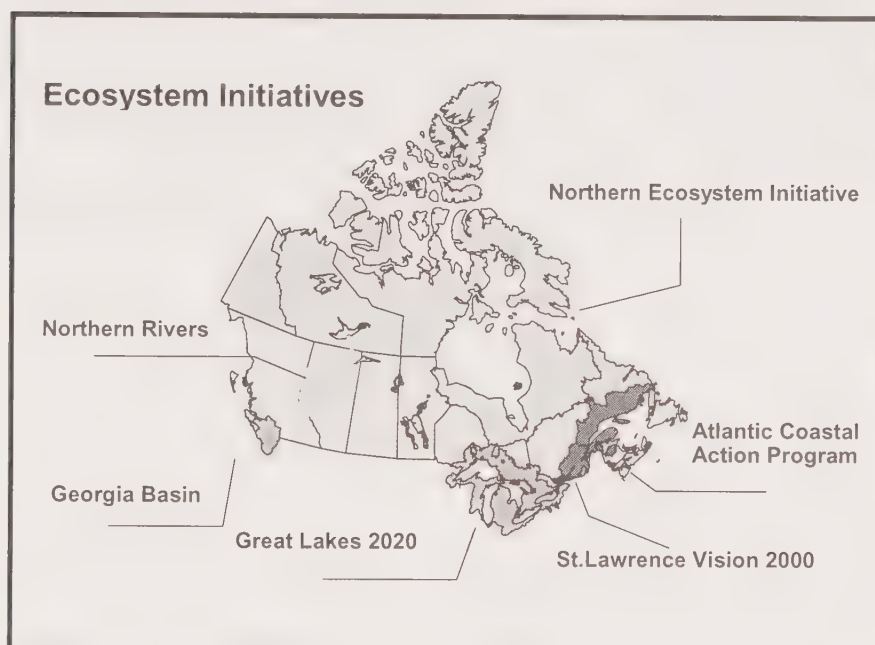 Ecosystem Initiatives
Northern Ecosystem Initiative
Northern Rivers
Atlantic Coastal
Action Program
Georgia Basin
Great Lakes 2020
St.Lawrence Vision 2000